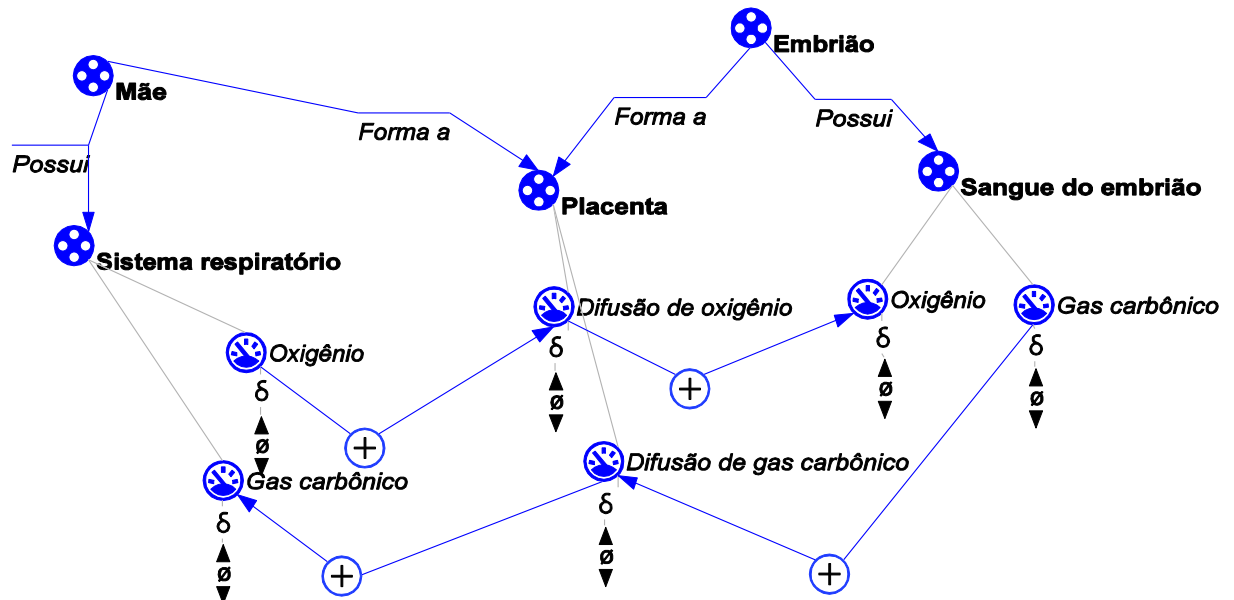 Embrião
Mãe
Forma a
Forma a
Possui
Possui
Placenta
Sangue do embrião
Sistema respiratório
Difusão de oxigênio
Oxigênio
Gas carbônico
Oxigênio
δ
δ
δ
δ
ø
ø
ø
ø
+
+
Gas carbônico
Difusão de gas carbônico
δ
δ
ø
ø
+
+